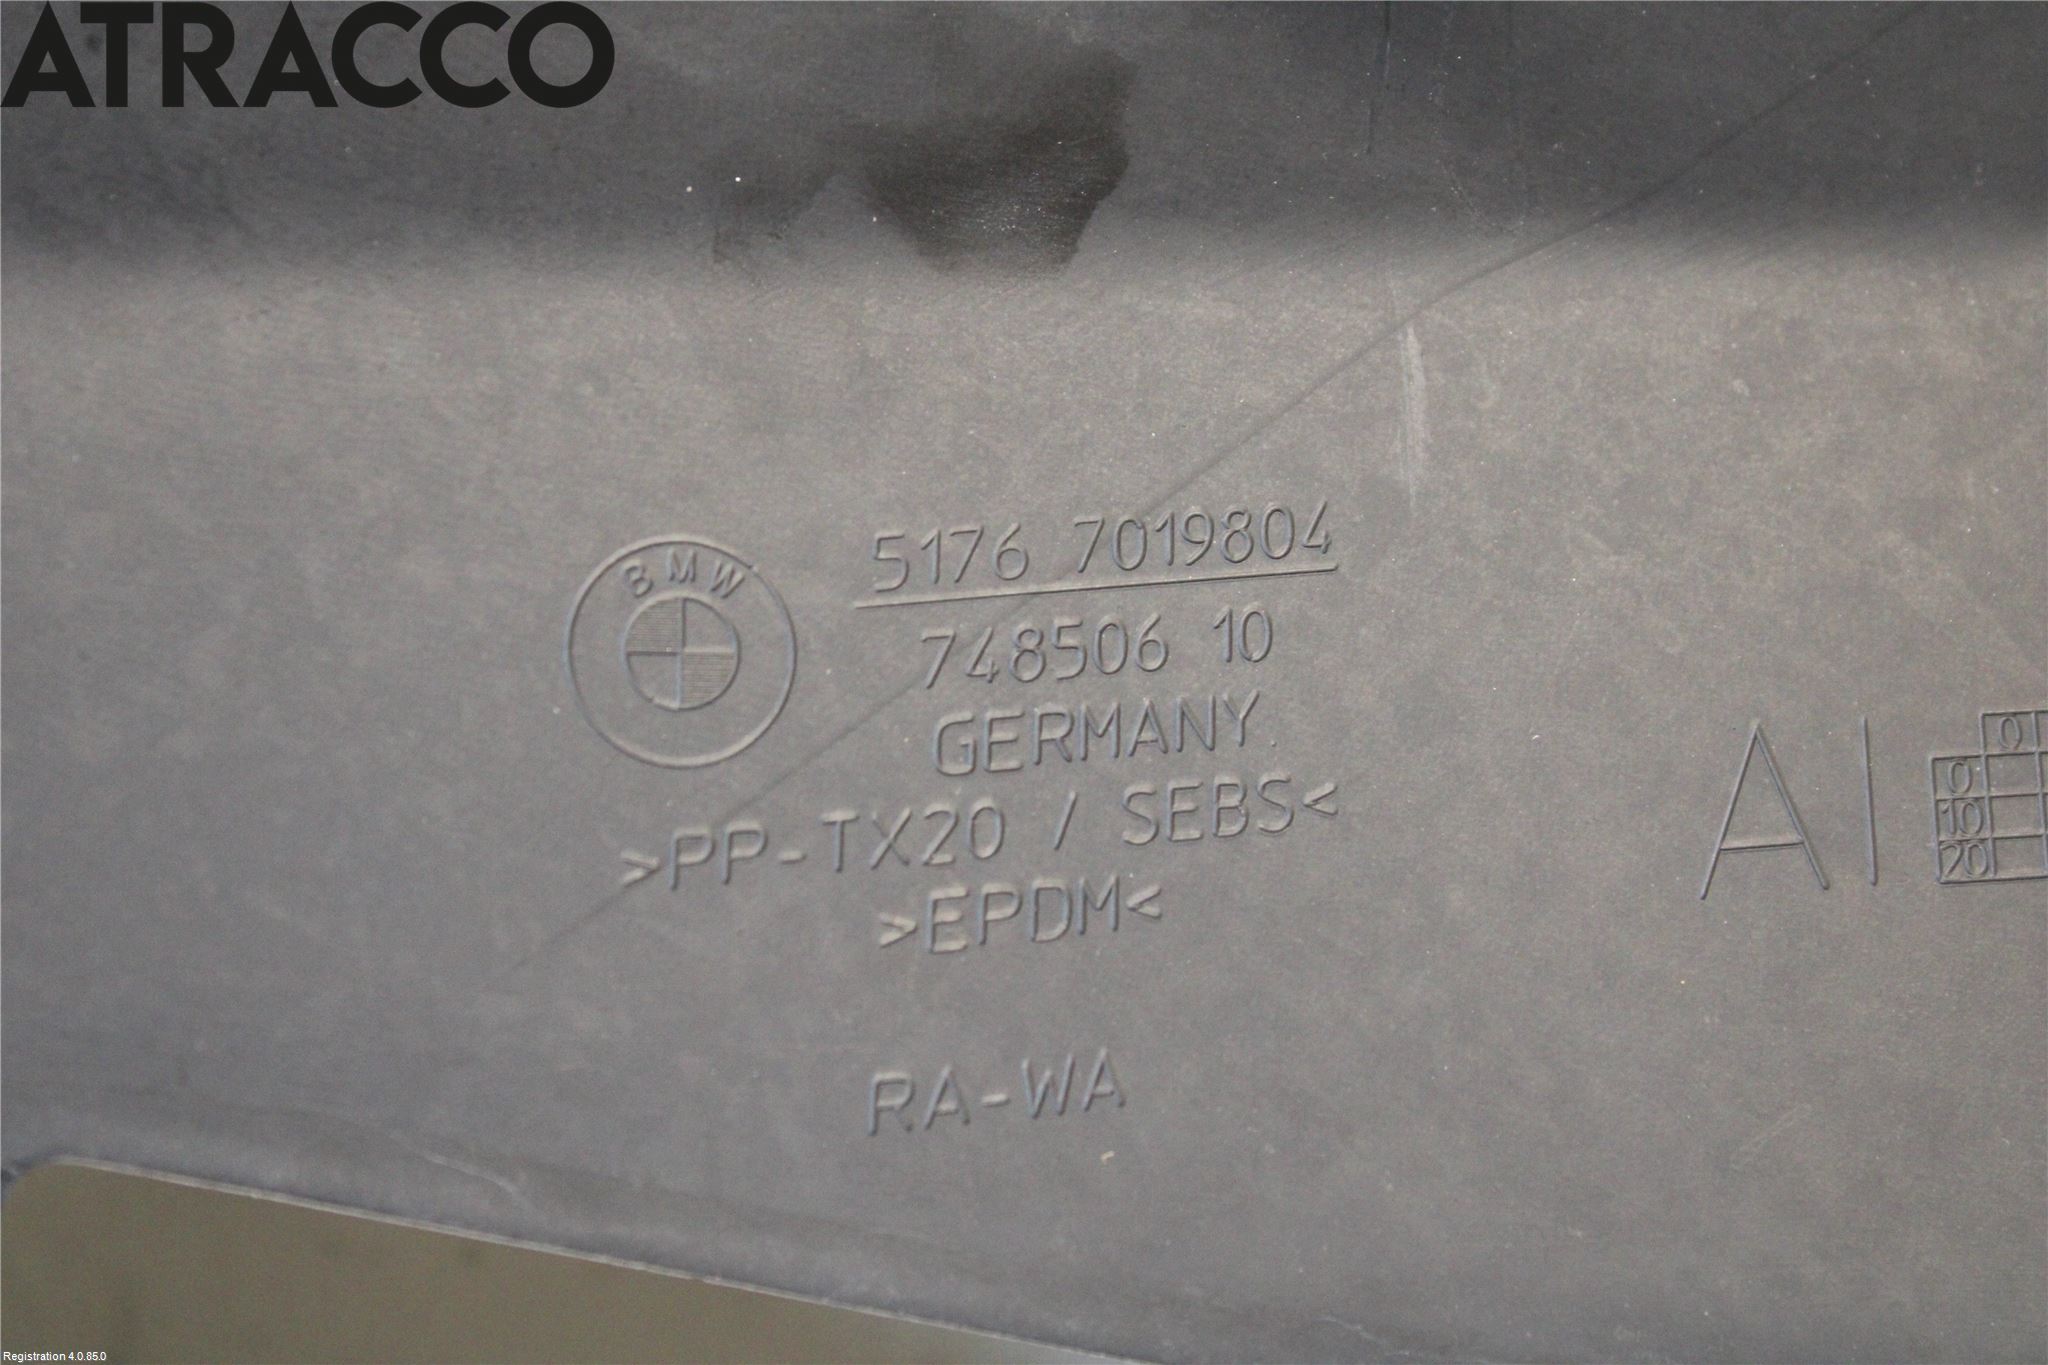 ATRACCO
BMW
5176 7019804
748506 10
GERMANY
>PP-TX20 / SEBS<
>EPDM<
RA-WA
AI
0
0
10
20
Registration 4.0.85.0